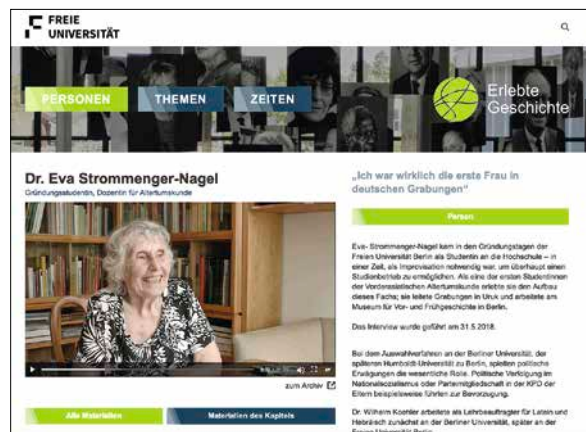 FREIE
UNIVERSITÄT
PERSONEN
THEMEN
ZEITEN
Erlebte
Geschichte
Dr. Eva Strommenger-Nagel
Gründungsstudentin, Dozentin für Altertumskunde
zum Archiv
Alle Materialien
Materialien des Kapitels
„Ich war wirklich die erste Frau in
deutschen Grabungen“
Person
Eva- Strommenger-Nagel kam in den Gründungstagen der
Freien Universität Berlin als Studentin an die Hochschule – in
einer Zeit, als Improvisation notwendig war, um überhaupt einen
Studienbetrieb zu ermöglichen. Als eine der ersten Studentinnen
der Vorderasiatischen Altertumskunde erlebte sie den Aufbau
dieses Fachs; sie leitete Grabungen in Uruk und arbeitete am
Museum für Vor- und Frühgeschichte in Berlin.
Das Interview wurde geführt am 31.5.2018.
Bei dem Auswahlverfahren an der Berliner Universität, der
späteren Humboldt-Universität zu Berlin, spielten politische
Erwägungen die wesentliche Rolle. Politische Verfolgung im
Nationalsozialismus oder Parteimitgliedschaft in der KPD der
Eltern beispielsweise führten zur Bevorzugung.
Dr. Wilhelm Koehler arbeitete als Lehrbeauftragter für Latein und
Hebräisch zunächst an der Berliner Universität, später an der
Freien Universität Berlin